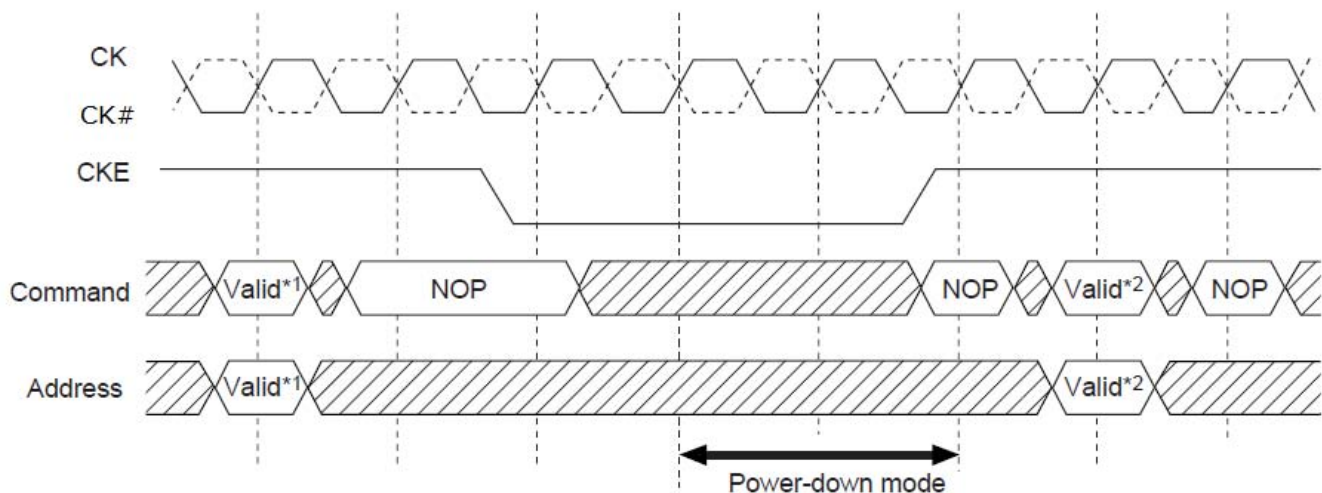 CK
CK#
CKE
Command Valid*1 NOP NOP Valid*2 NOP
Address Valid*1 Valid*2
Power-down mode